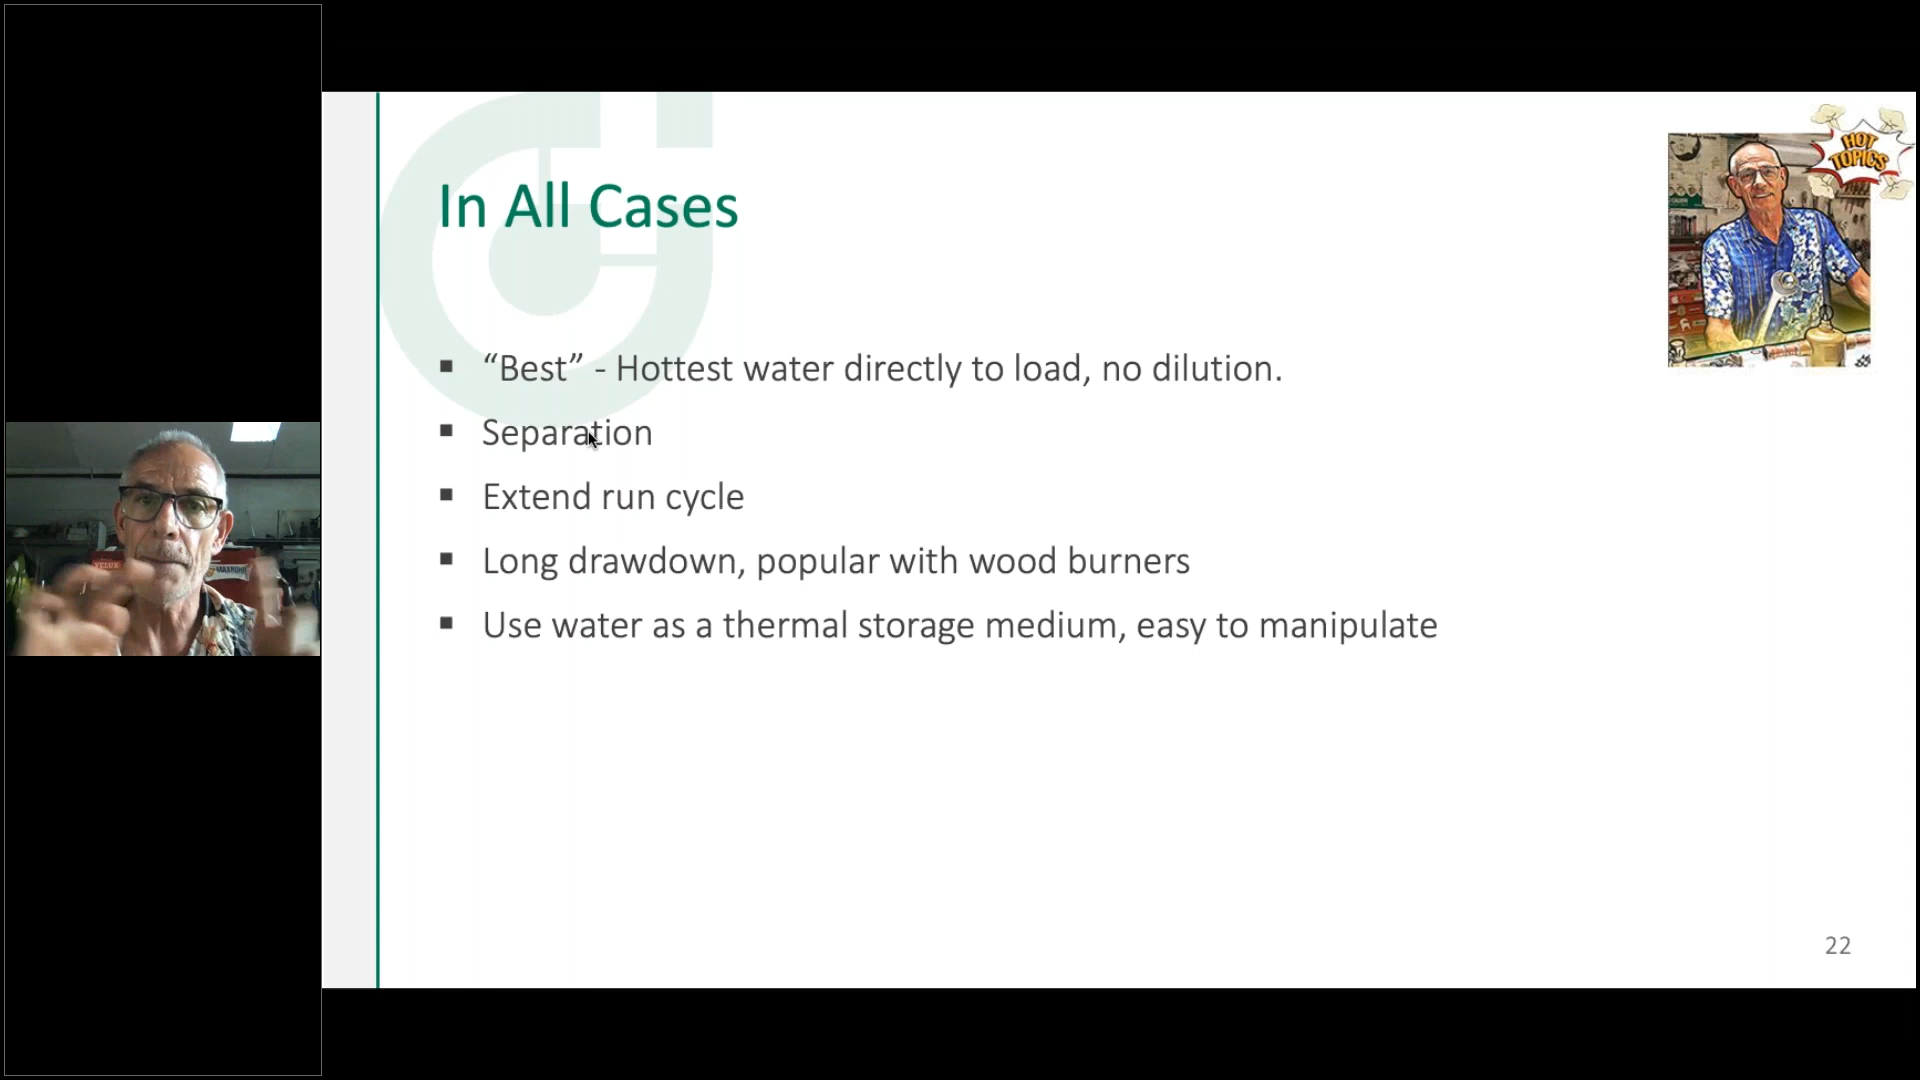 In All Cases
HOT
TOPICS
▪ “Best” - Hottest water directly to load, no dilution.
▪ Separation
▪ Extend run cycle
▪ Long drawdown, popular with wood burners
▪ Use water as a thermal storage medium, easy to manipulate
VELUX
22